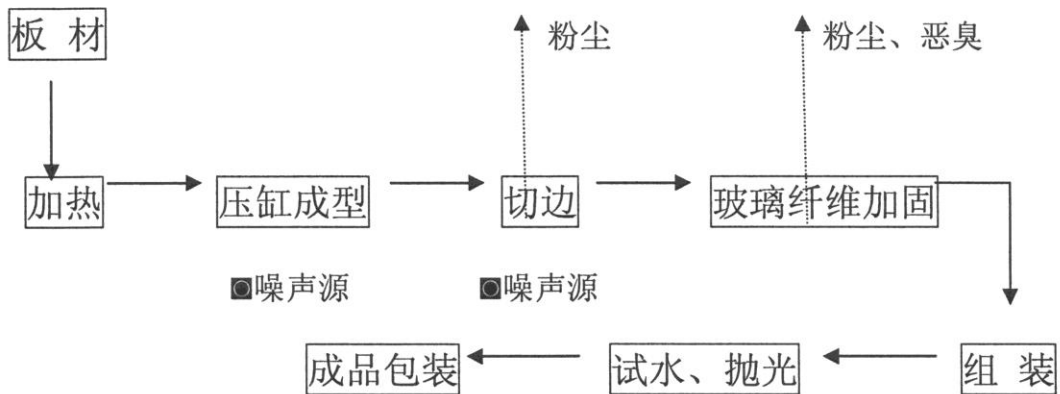 板 材
粉尘
粉尘、恶臭
加热
压缸成型
切边
玻璃纤维加固
◙噪声源
◙噪声源
成品包装
试水、抛光
组 装